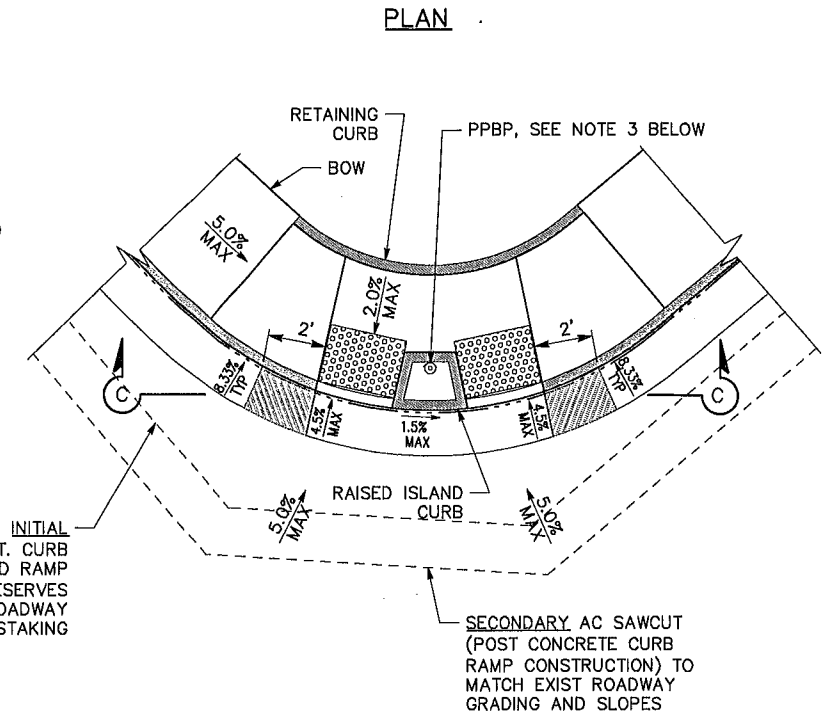 PLAN
RETAINING
CURB
PPBP, SEE NOTE 3 BELOW
BOW
5.0%
MAX
2.0%
MAX
2'
2'
8.33%
TYP
8.33%
TYP
C
C
4.5%
MAX
1.5%
MAX
4.5%
MAX
RAISED ISLAND
CURB
5.0%
MAX
5.0%
MAX
INITIAL
T. CURB
D RAMP
ESERVES
OADWAY
STAKING
SECONDARY AC SAWCUT
(POST CONCRETE CURB
RAMP CONSTRUCTION) TO
MATCH EXIST ROADWAY
GRADING AND SLOPES